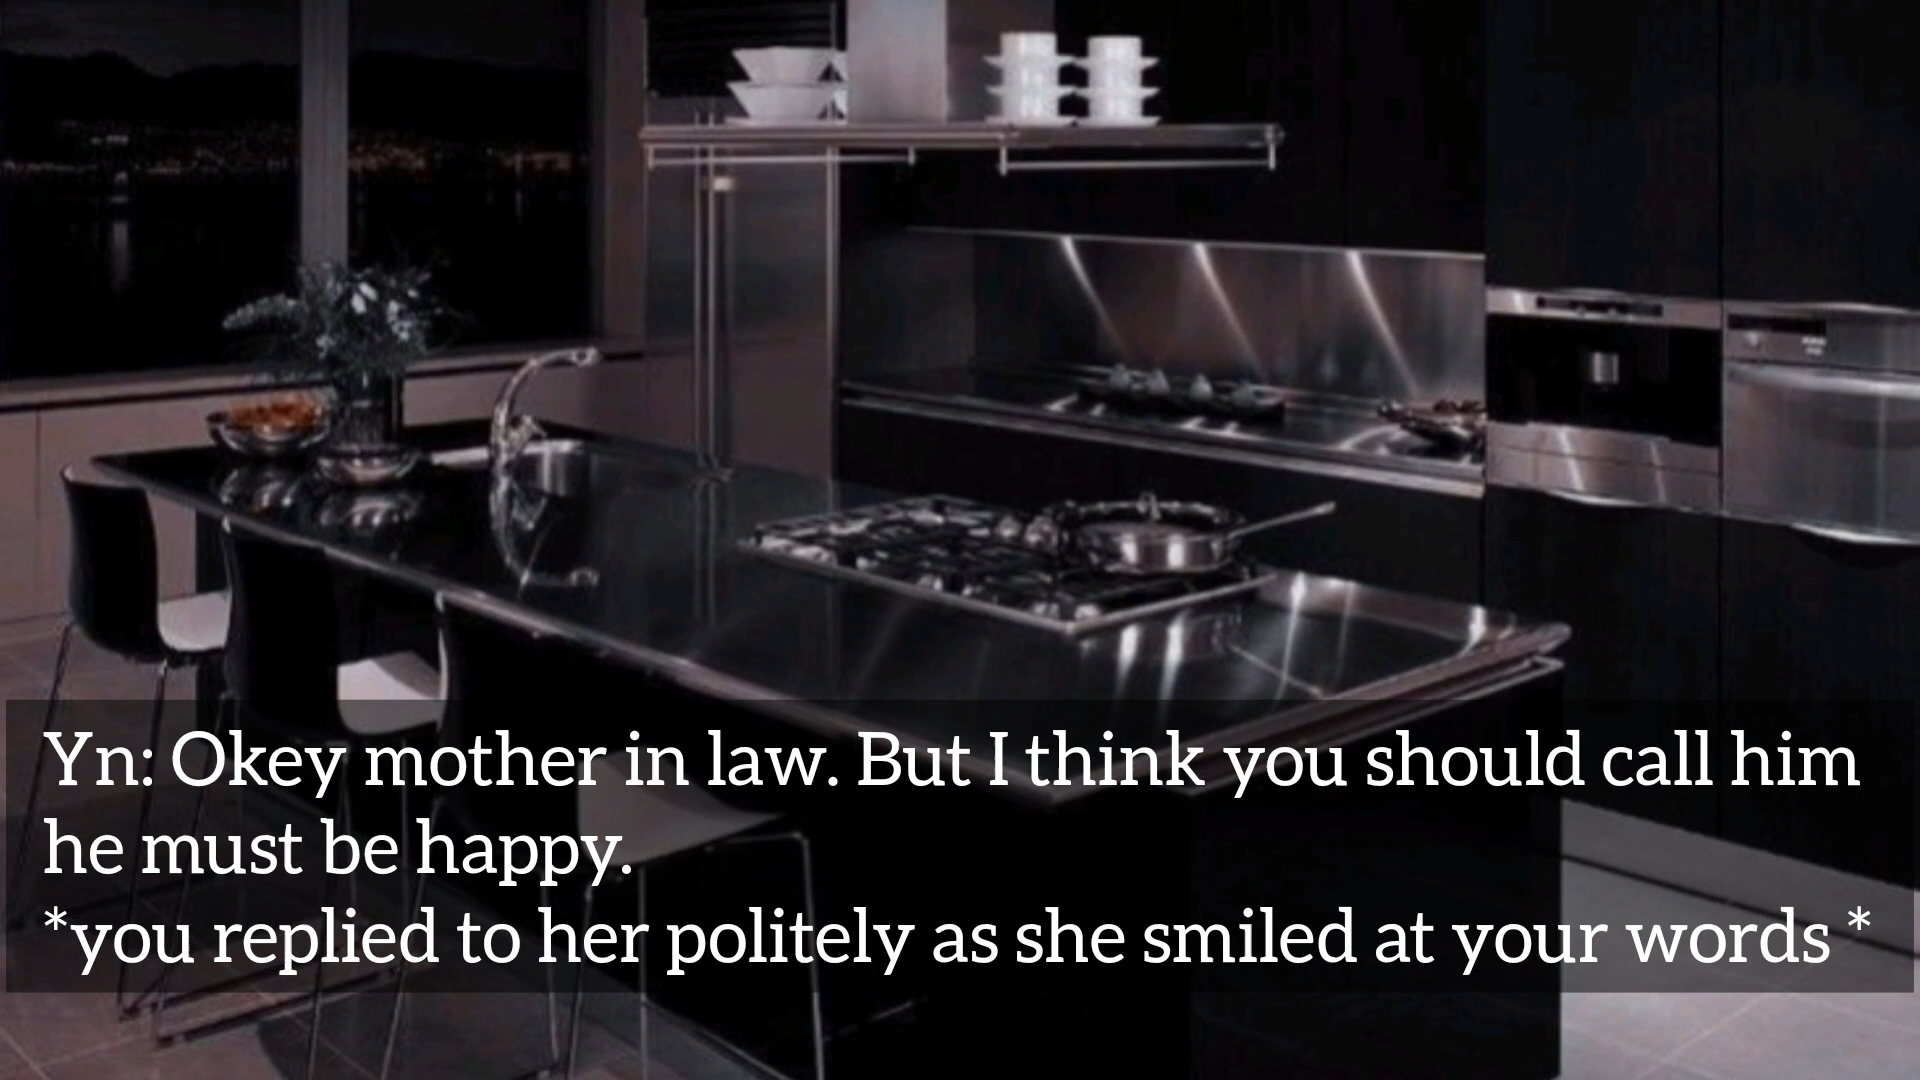 Yn: Okey mother in law. But I think you should call him
he must be happy.
*you replied to her politely as she smiled at your words *